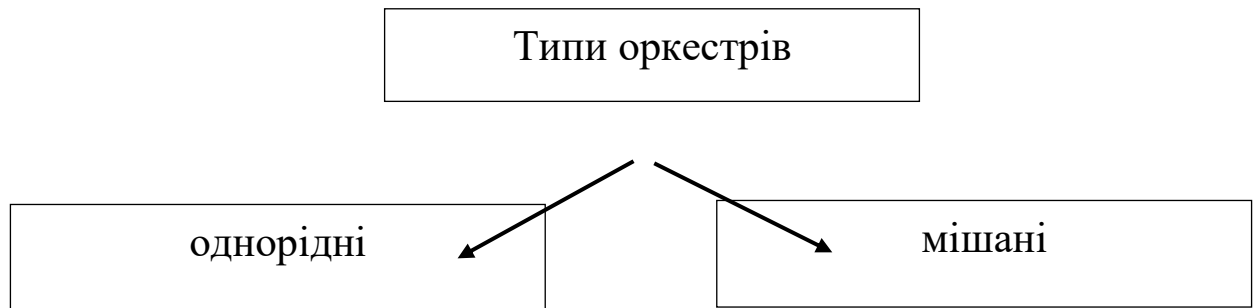 Типи оркестрів
однорідні
мішані